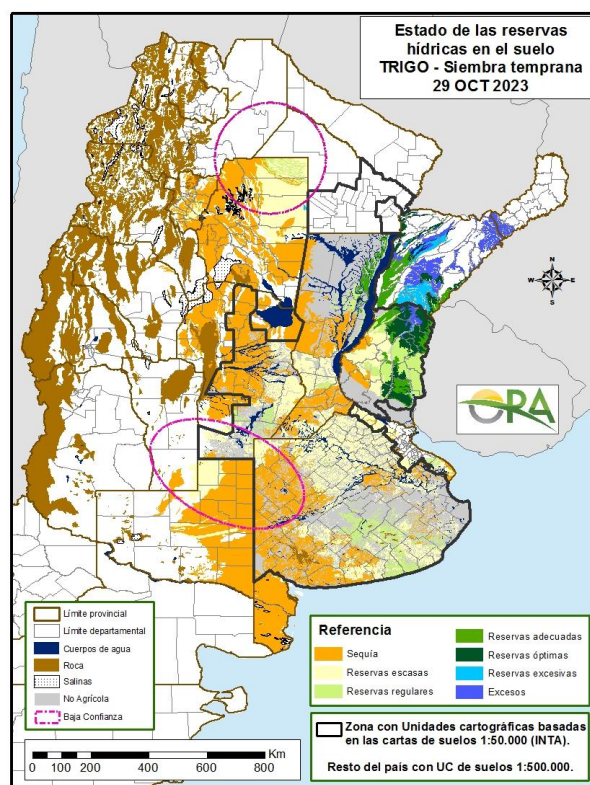 Estado de las reservas
hídricas en el suelo
TRIGO - Siembra temprana
29 OCT 2023
N
W
E
S
ORA
Límite provincial
Límite departamental
Cuerpos de agua
Roca
Salinas
No Agrícola
Baja Confianza
0 100 200 400 600 800
Km
Referencia
Sequía
Reservas escasas
Reservas regulares
Reservas adecuadas
Reservas óptimas
Reservas excesivas
Excesos
Zona con Unidades cartográficas basadas
en las cartas de suelos 1:50.000 (INTA).
Resto del país con UC de suelos 1:500.000.